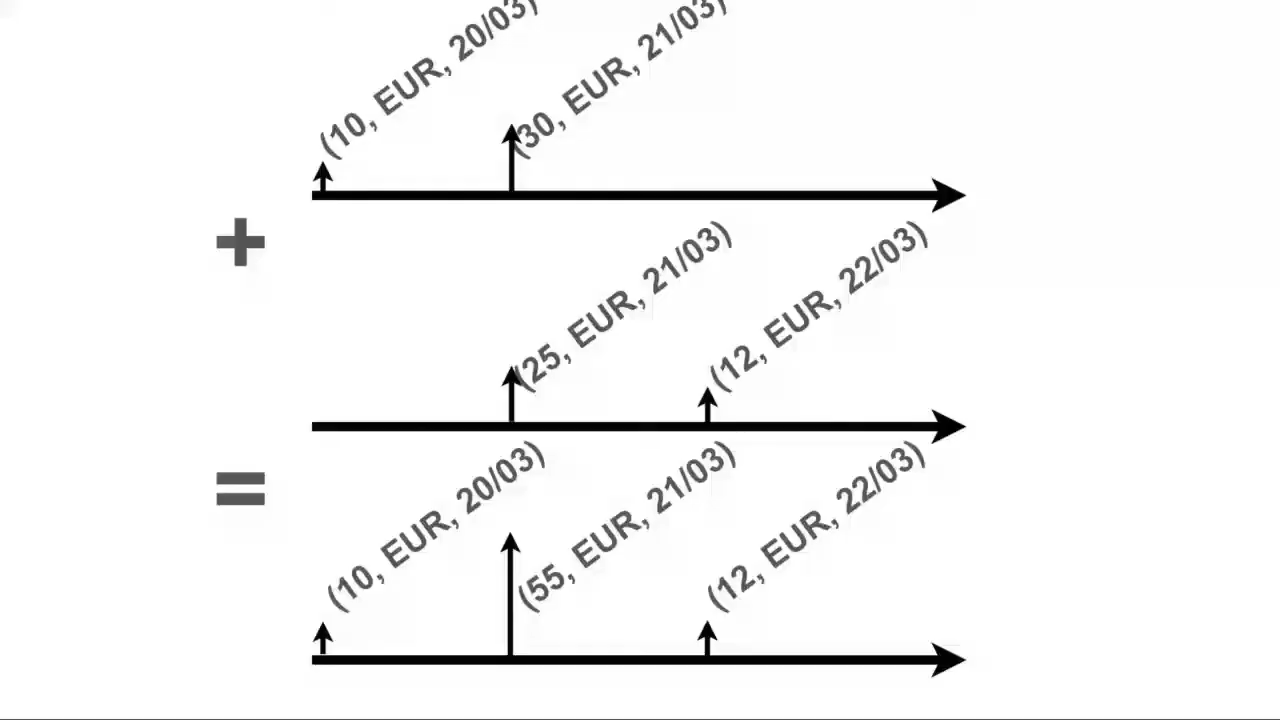 (10, EUR, 20/03)
(30, EUR, 21/03)
+
(25, EUR, 21/03)
(12, EUR, 22/03)
=
(10, EUR, 20/03)
(55, EUR, 21/03)
(12, EUR, 22/03)